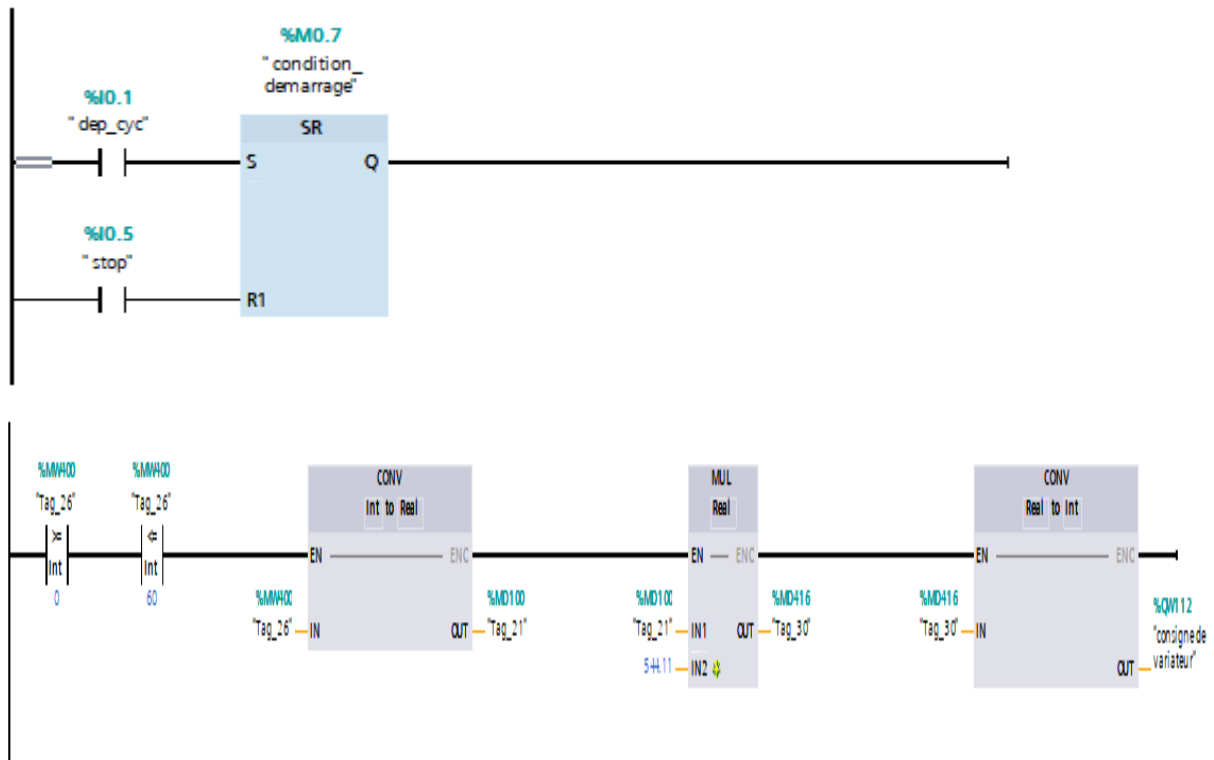 %M0.7
"condition_
demarrage"
%I0.1
"dep_cyc"
SR
S Q
%I0.5
"stop"
R1
%MW400 %MW400
"Tag_26" "Tag_26"
>= <=
Int Int
0 60
CONV
Int to Real
EN ENO
%MW400 %MD100
"Tag_26" IN OUT "Tag_21"
MUL
Real
EN ENO
%MD100 %MD416
"Tag_21" IN1 OUT "Tag_30"
IN2
CONV
Real to Int
EN ENO
%MD416 %QW112
"Tag_30" IN "consigne de
OUT variateur"